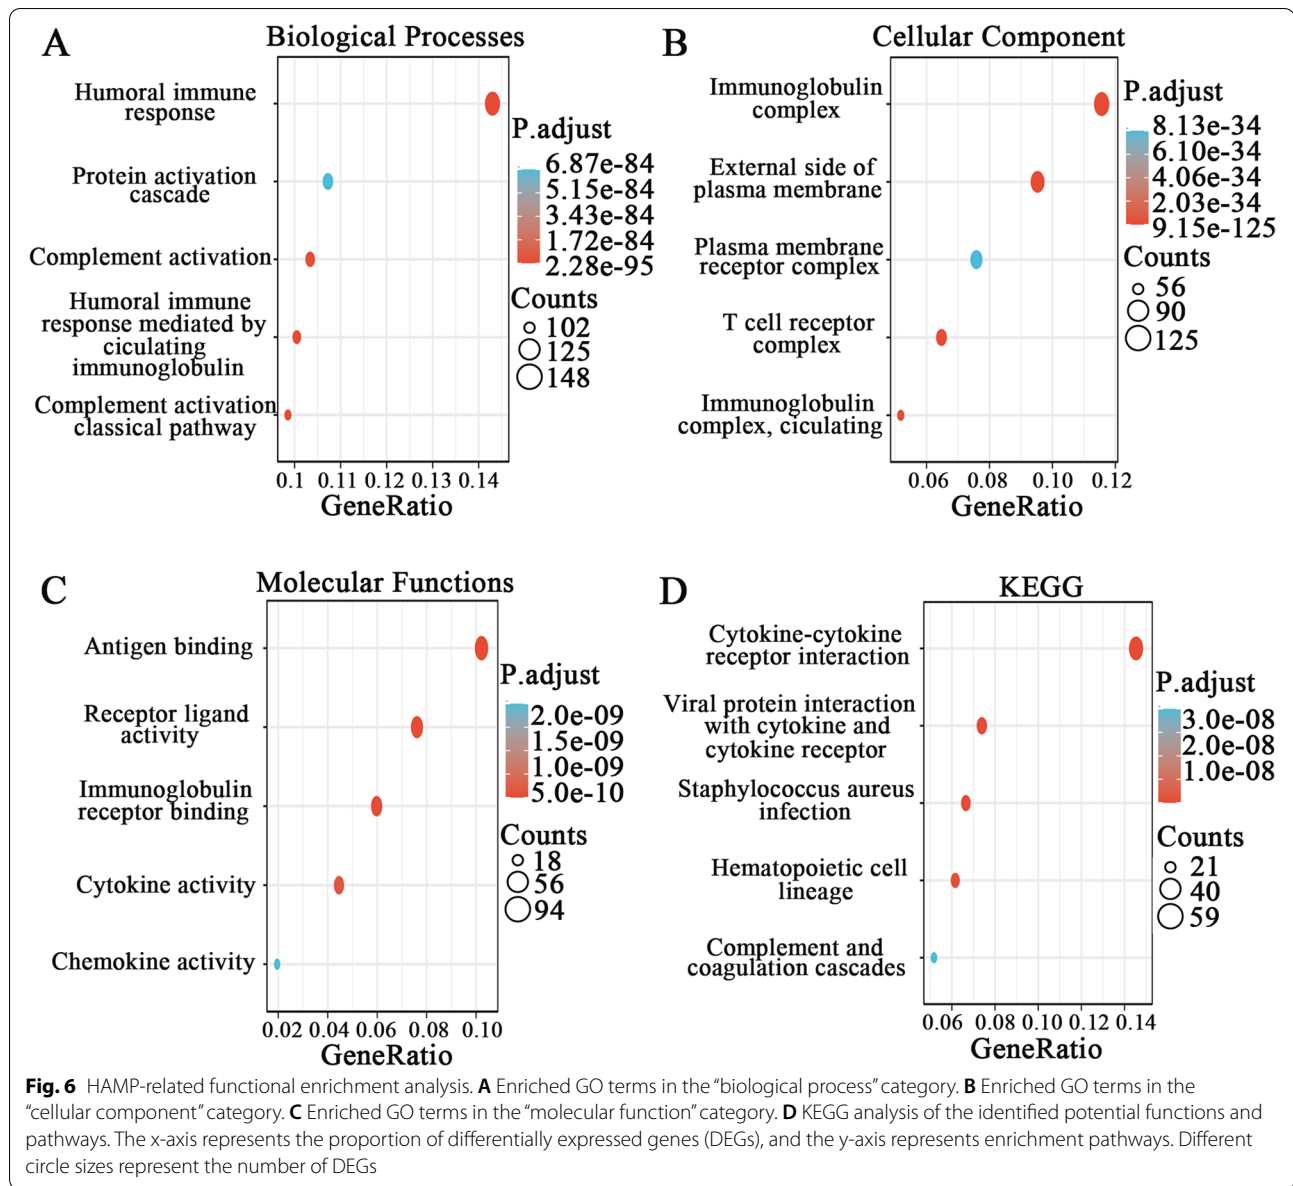 A
Biological Processes
Humoral immune
response
Protein activation
cascade
Complement activation
Humoral immune
response mediated by
ciculating
immunoglobulin
Complement activation
classical pathway
0.1 0.11 0.12 0.13 0.14
GeneRatio
P.adjust
6.87e-84
5.15e-84
3.43e-84
1.72e-84
2.28e-95
Counts
102
125
148
B
Cellular Component
Immunoglobulin
complex
External side of
plasma membrane
Plasma membrane
receptor complex
T cell receptor
complex
Immunoglobulin
complex, ciculating
0.06 0.08 0.10 0.12
GeneRatio
P.adjust
8.13e-34
6.10e-34
4.06e-34
2.03e-34
9.15e-125
Counts
56
90
125
C
Molecular Functions
Antigen binding
Receptor ligand
activity
Immunoglobulin
receptor binding
Cytokine activity
Chemokine activity
0.02 0.04 0.06 0.08 0.10
GeneRatio
P.adjust
2.0e-09
1.5e-09
1.0e-09
5.0e-10
Counts
18
56
94
D
KEGG
Cytokine-cytokine
receptor interaction
Viral protein interaction
with cytokine and
cytokine receptor
Staphylococcus aureus
infection
Hematopoietic cell
lineage
Complement and
coagulation cascades
0.06 0.08 0.10 0.12 0.14
GeneRatio
P.adjust
3.0e-08
2.0e-08
1.0e-08
Counts
21
40
59
Fig. 6 HAMP-related functional enrichment analysis. A Enriched GO terms in the “biological process” category. B Enriched GO terms in the
“cellular component” category. C Enriched GO terms in the “molecular function” category. D KEGG analysis of the identified potential functions and
pathways. The x-axis represents the proportion of differentially expressed genes (DEGs), and the y-axis represents enrichment pathways. Different
circle sizes represent the number of DEGs